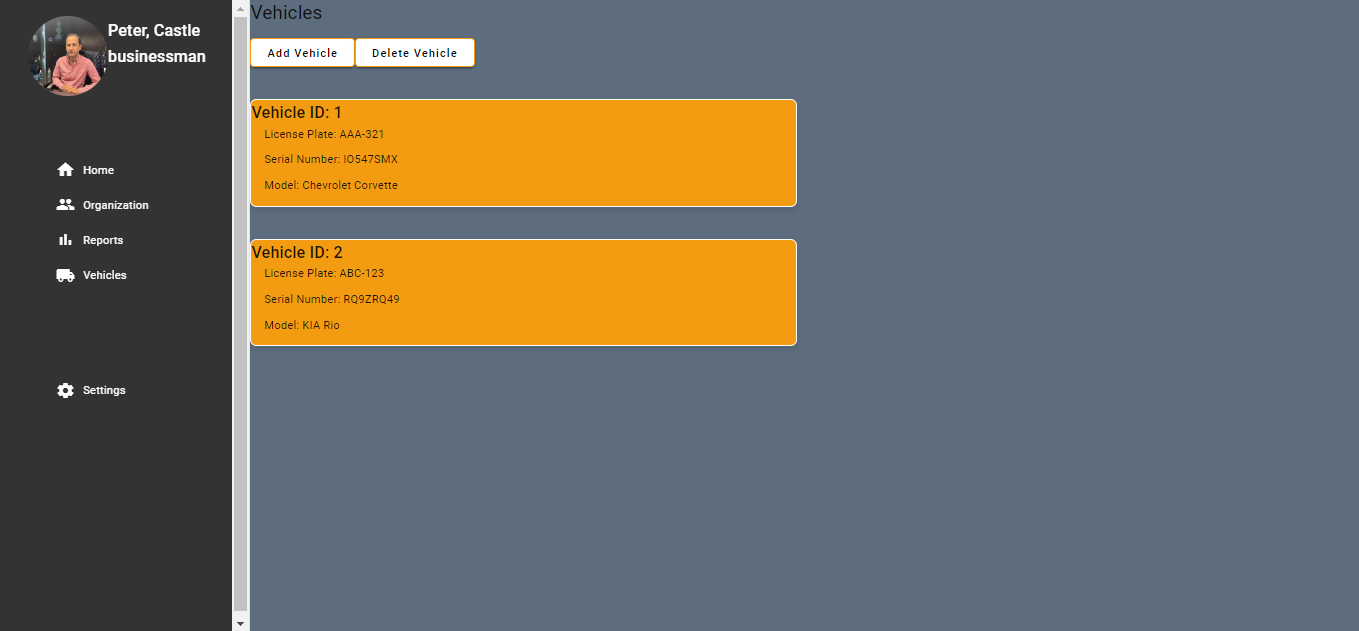 Peter, Castle
businessman
Home
Organization
Reports
Vehicles
Settings
Vehicles
Add Vehicle
Delete Vehicle
Vehicle ID: 1
License Plate: AAA-321
Serial Number: IO547SMX
Model: Chevrolet Corvette
Vehicle ID: 2
License Plate: ABC-123
Serial Number: RQ9ZRQ49
Model: KIA Rio